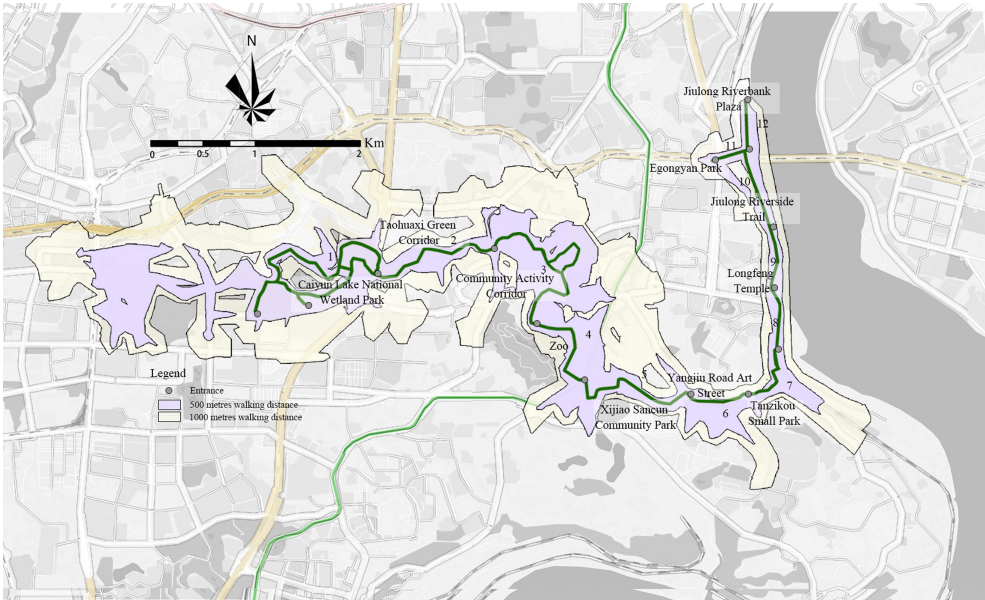 N
0
0.5
1
2
Km
Jiulong Riverbank
Plaza
12
11
Egongyan Park
10
Jiulong Riverside
Trail
9
Longfeng
Temple
8
Taohuaxi Green
Corridor
2
1
Caiyun Lake National
Wetland Park
3
Community Activity
Corridor
Zoo
4
5
Yangjiu Road Art
Street
7
Xijiao Sancun
Community Park
6
Tanzikou
Small Park
Legend
Entrance
500 metres walking distance
1000 metres walking distance